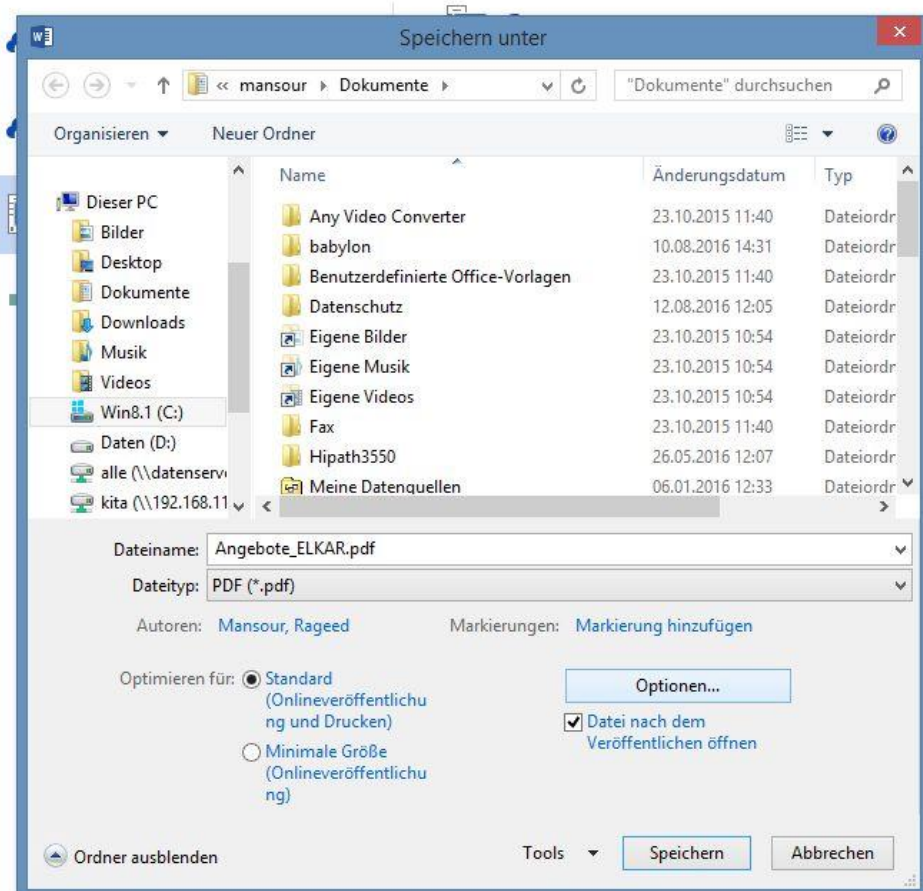 Speichern unter
« mansour Dokumente
"Dokumente" durchsuchen
Organisieren Neuer Ordner
Name Änderungsdatum Typ
Dieser PC
Bilder
Desktop
Dokumente
Downloads
Musik
Videos
Win8.1 (C:)
Daten (D:)
alle (\\datenserv
kita (\\192.168.11
Any Video Converter 23.10.2015 11:40 Dateiordr
babylon 10.08.2016 14:31 Dateiordr
Benutzerdefinierte Office-Vorlagen 23.10.2015 11:40 Dateiordr
Datenschutz 12.08.2016 12:05 Dateiordr
Eigene Bilder 23.10.2015 10:54 Dateiordr
Eigene Musik 23.10.2015 10:54 Dateiordr
Eigene Videos 23.10.2015 10:54 Dateiordr
Fax 23.10.2015 11:40 Dateiordr
Hipath3550 26.05.2016 12:07 Dateiordr
Meine Datenquellen 06.01.2016 12:33 Dateiordr
Dateiname: Angebote_ELKAR.pdf
Dateityp: PDF (*.pdf)
Autoren: Mansour, Rageed Markierungen: Markierung hinzufügen
Optimieren für: Standard
(Onlineveröffentlichu
ng und Drucken)
Minimale Größe
(Onlineveröffentlichu
ng)
Optionen...
Datei nach dem
Veröffentlichen öffnen
Ordner ausblenden Tools Speichern Abbrechen